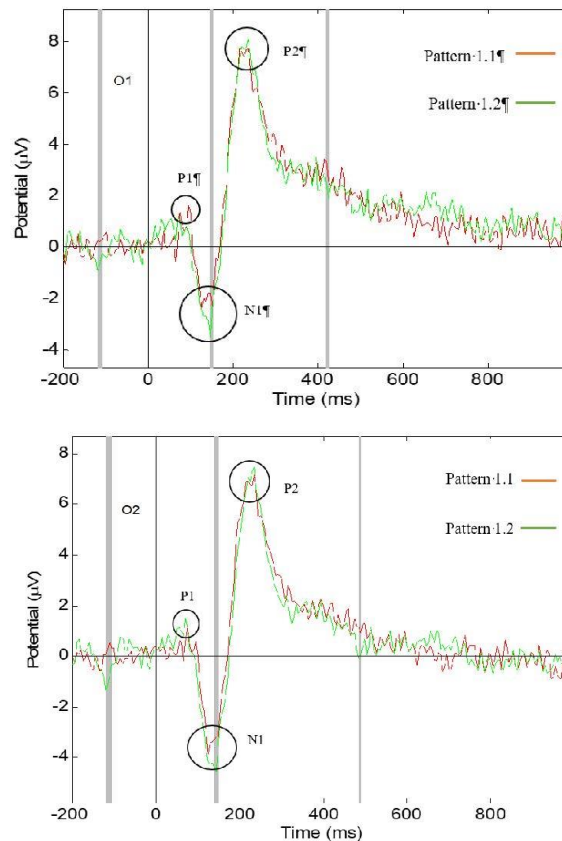 8
P2¶
Pattern·1.1¶
6
O1
Pattern·1.2¶
4
Potential (µV)
P1¶
2
0
-2
N1¶
-4
-200 0 200 400 600 800
Time (ms)
8
Pattern·1.1
P2
O2
Pattern·1.2
6
4
Potential (µV)
P1
2
0
-2
N1
-4
-200 0 200 400 600 800
Time (ms)